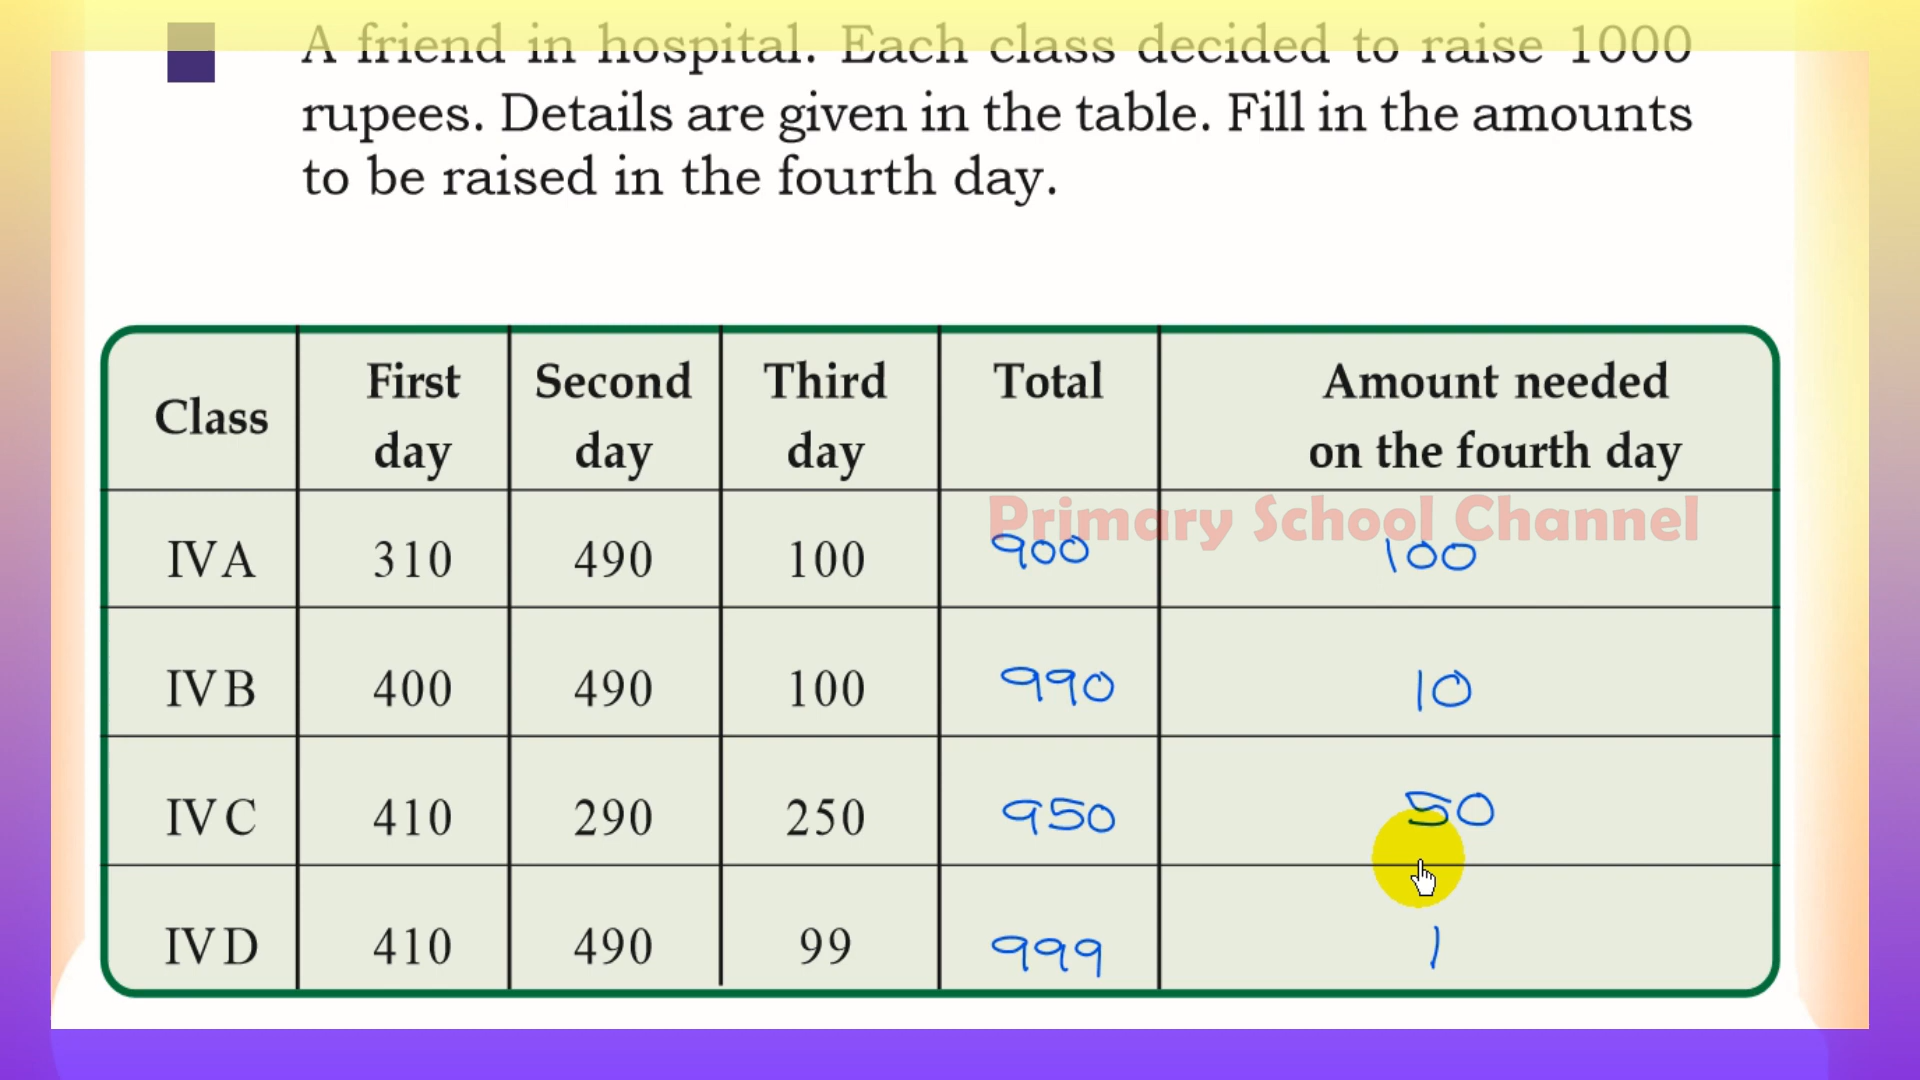 A friend in hospital. Each class decided to raise 1000
rupees. Details are given in the table. Fill in the amounts
to be raised in the fourth day.
Class First day Second day Third day Total Amount needed on the fourth day
Primary School Channel
IV A 310 490 100 900 100
IV B 400 490 100 990 10
IV C 410 290 250 950 50
IV D 410 490 99 999 1